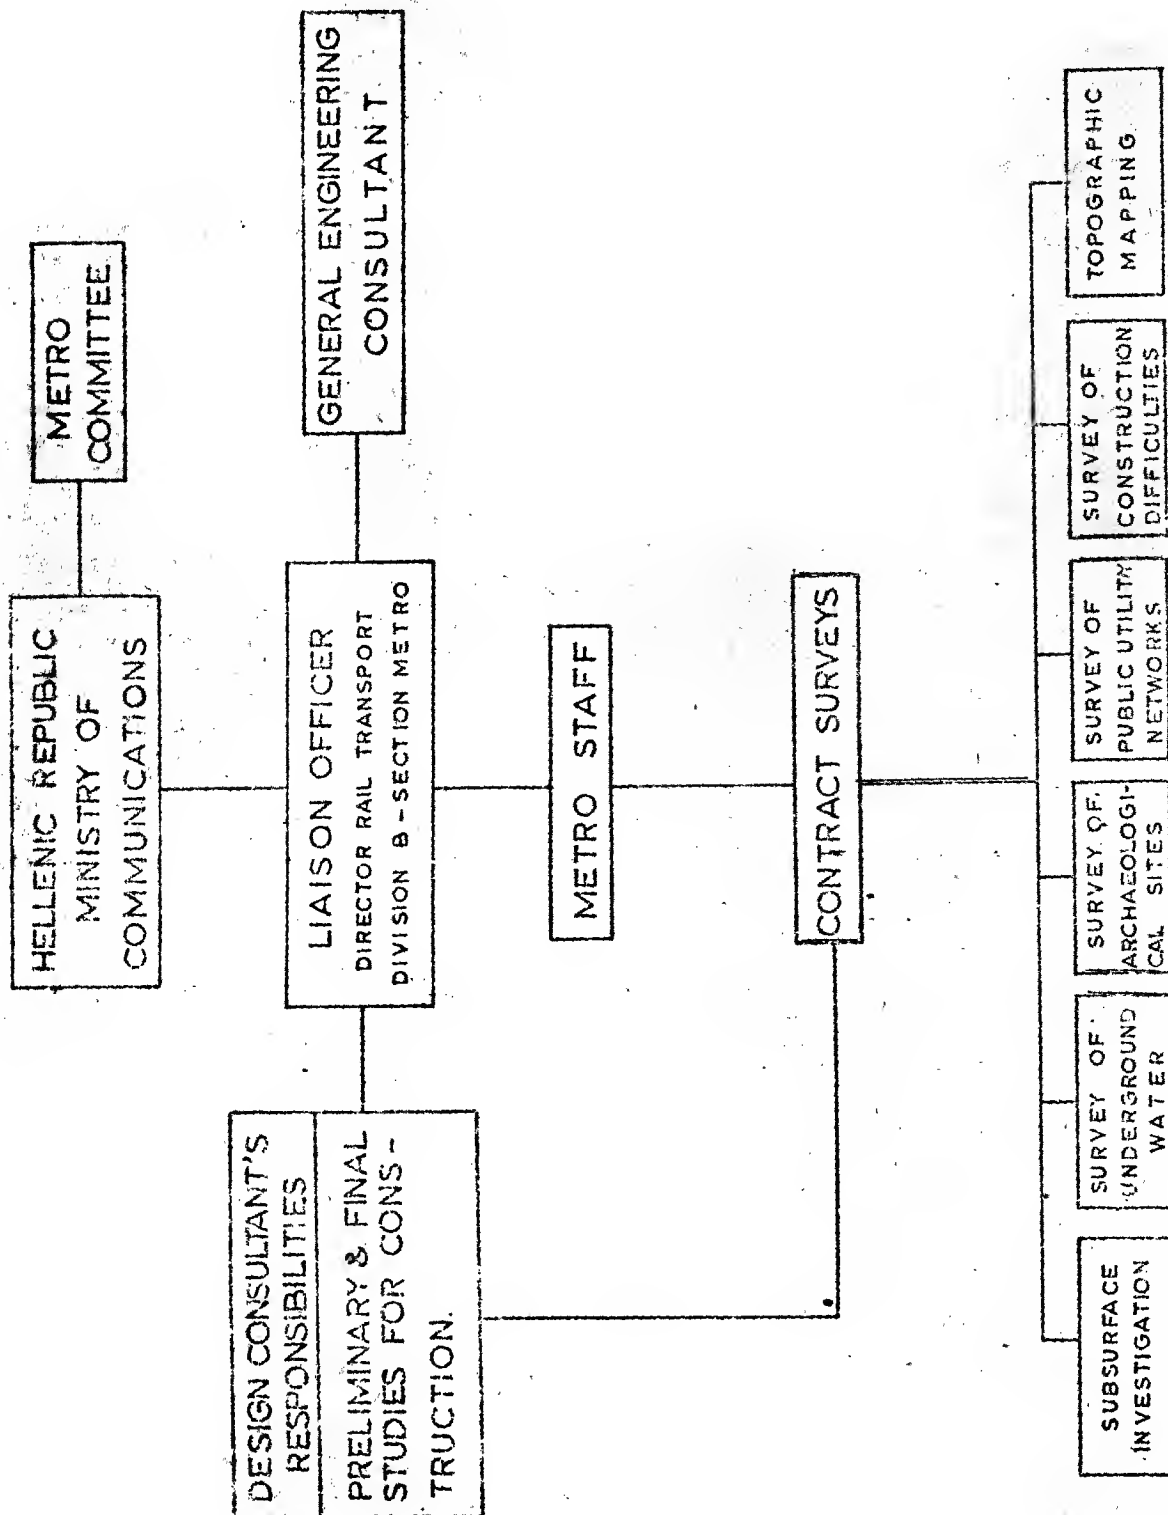 HELLENIC REPUBLIC
MINISTRY OF
COMMUNICATIONS
METRO
COMMITTEE
DESIGN CONSULTANT'S
RESPONSIBILITIES
PRELIMINARY & FINAL
STUDIES FOR CONS-
TRUCTION.
LIAISON OFFICER
DIRECTOR RAIL TRANSPORT
DIVISION B - SECTION METRO
GENERAL ENGINEERING
CONSULTANT
METRO STAFF
CONTRACT SURVEYS
SUBSURFACE
INVESTIGATION
SURVEY OF
UNDERGROUND
WATER
SURVEY OF
ARCHAEOLOGI-
CAL SITES
SURVEY OF
PUBLIC UTILITY
NETWORKS
SURVEY OF
CONSTRUCTION
DIFFICULTIES
TOPOGRAPHIC
MAPPING